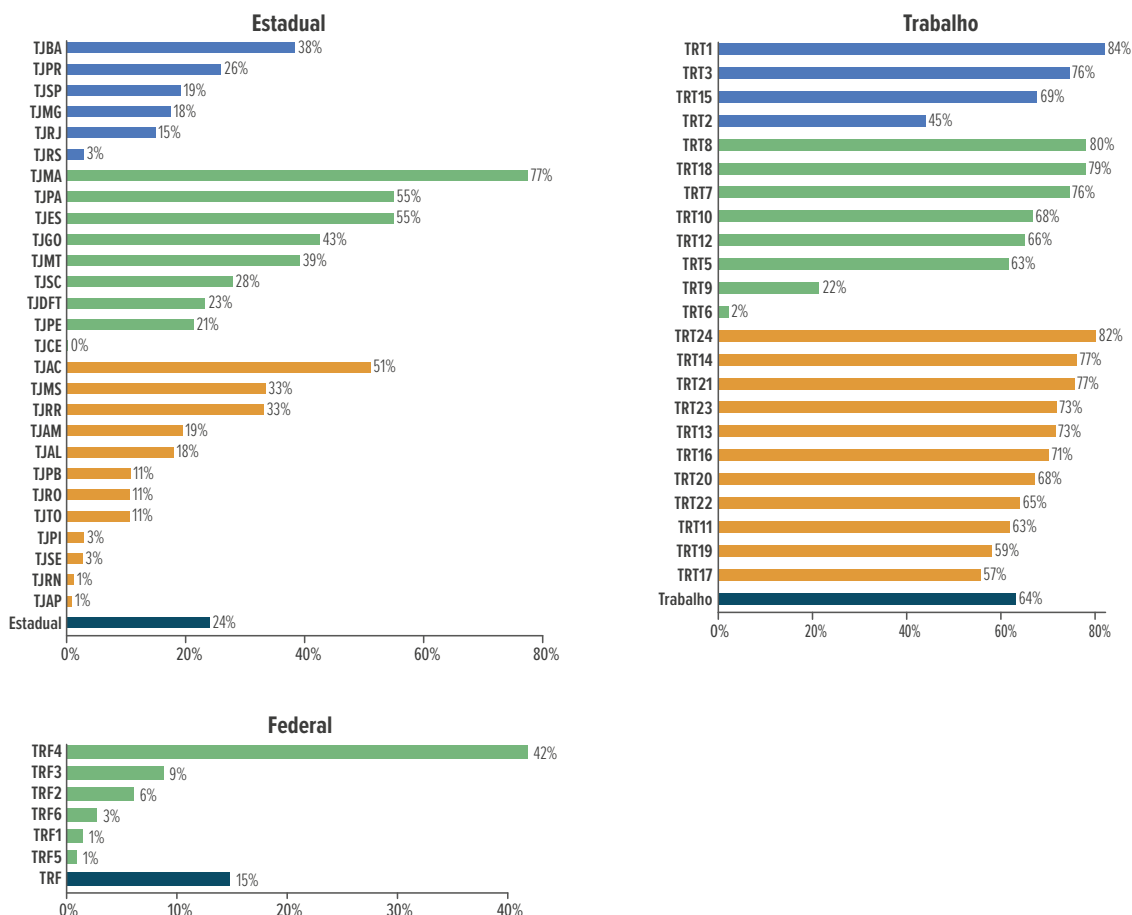 Estadual
TJBA 38%
TJPR 26%
TJSP 19%
TJMG 18%
TJRJ 15%
TJRS 3%
TJMA 77%
TJPA 55%
TJES 55%
TJGO 43%
TJMT 39%
TJSC 28%
TJDFT 23%
TJPE 21%
TJCE 0%
TJAC 51%
TJMS 33%
TJRR 33%
TJAM 19%
TJAL 18%
TJPB 11%
TJRO 11%
TJTO 11%
TJPI 3%
TJSE 3%
TJRN 1%
TJAP 1%
Estadual 24%
0% 20% 40% 60% 80%
Trabalho
TRT1 84%
TRT3 76%
TRT15 69%
TRT2 45%
TRT8 80%
TRT18 79%
TRT7 76%
TRT10 68%
TRT12 66%
TRT5 63%
TRT9 22%
TRT6 2%
TRT24 82%
TRT14 77%
TRT21 77%
TRT23 73%
TRT13 73%
TRT16 71%
TRT20 68%
TRT22 65%
TRT11 63%
TRT19 59%
TRT17 57%
Trabalho 64%
0% 20% 40% 60% 80%
Federal
TRF4 42%
TRF3 9%
TRF2 6%
TRF6 3%
TRF1 1%
TRF5 1%
TRF 15%
0% 10% 20% 30% 40%